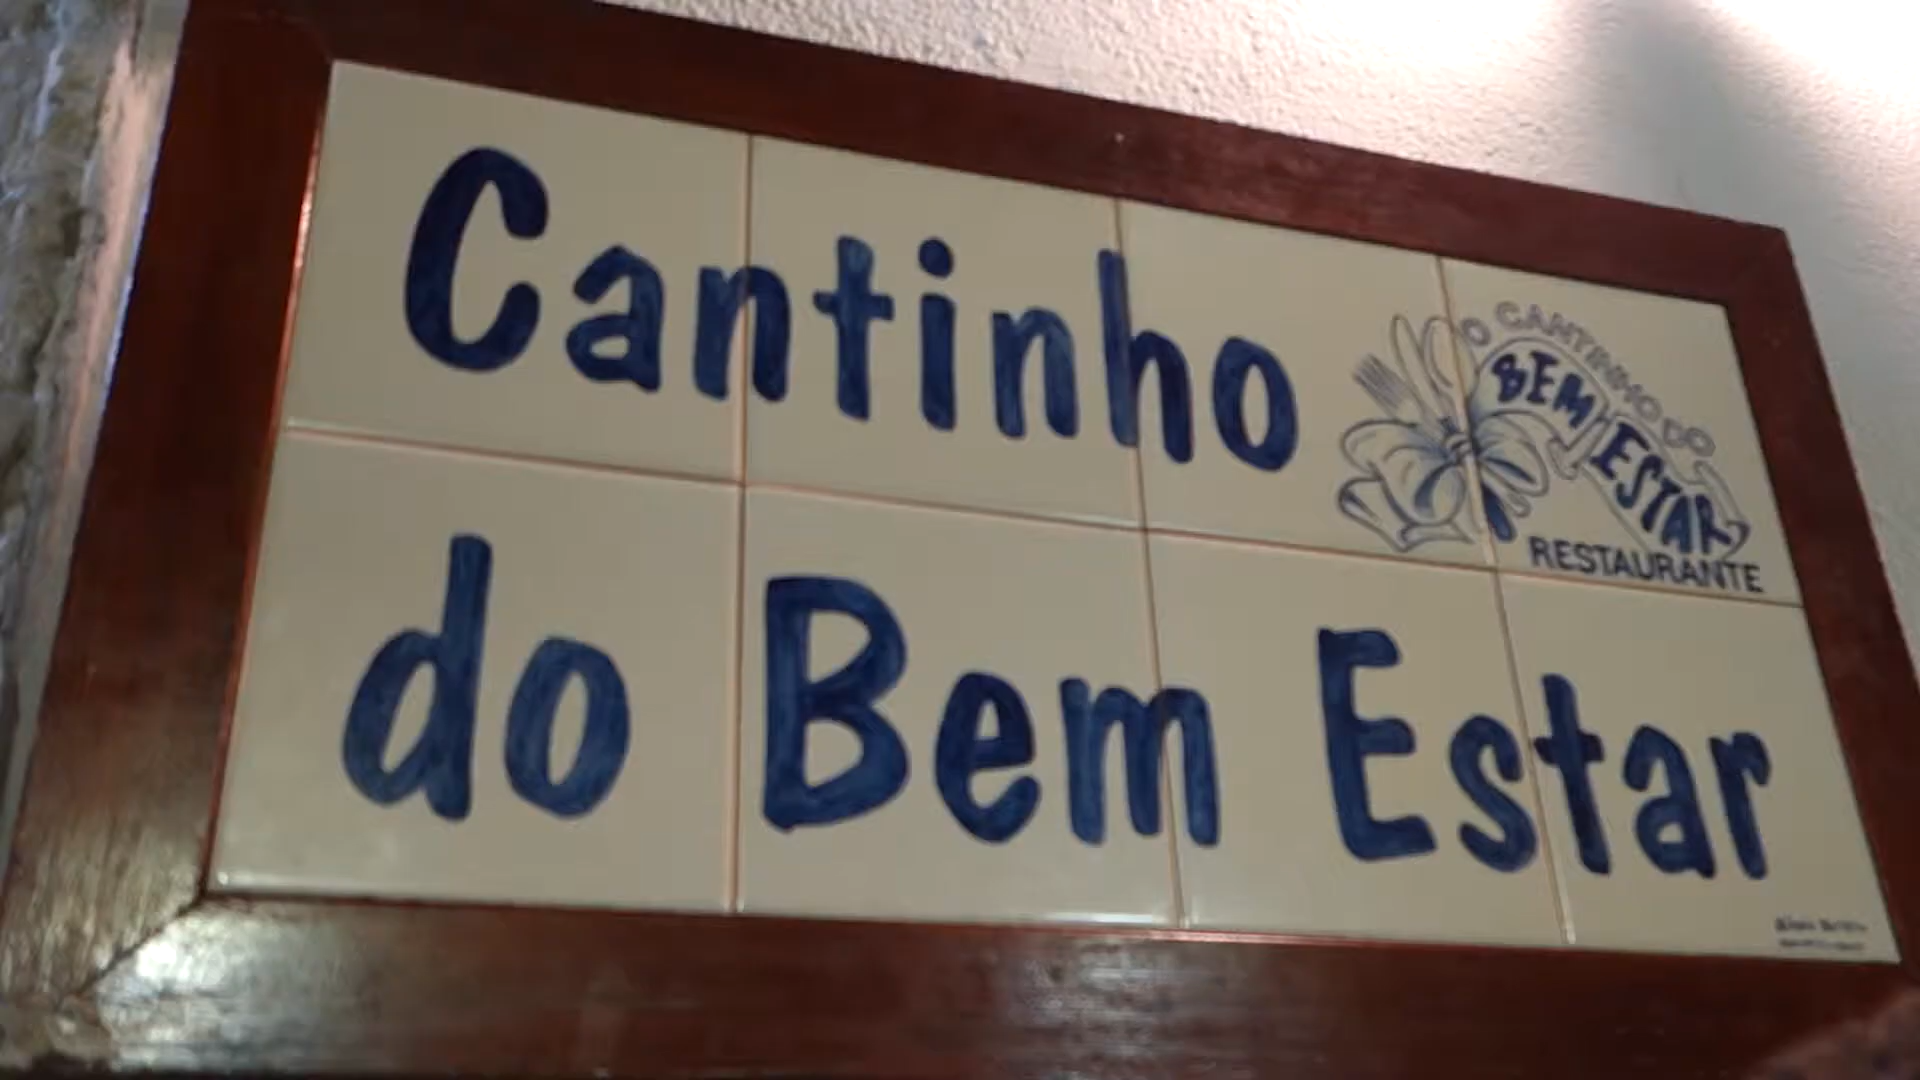 Cantinho
do Bem Estar
O CANTINHO DO
BEM ESTAR
RESTAURANTE